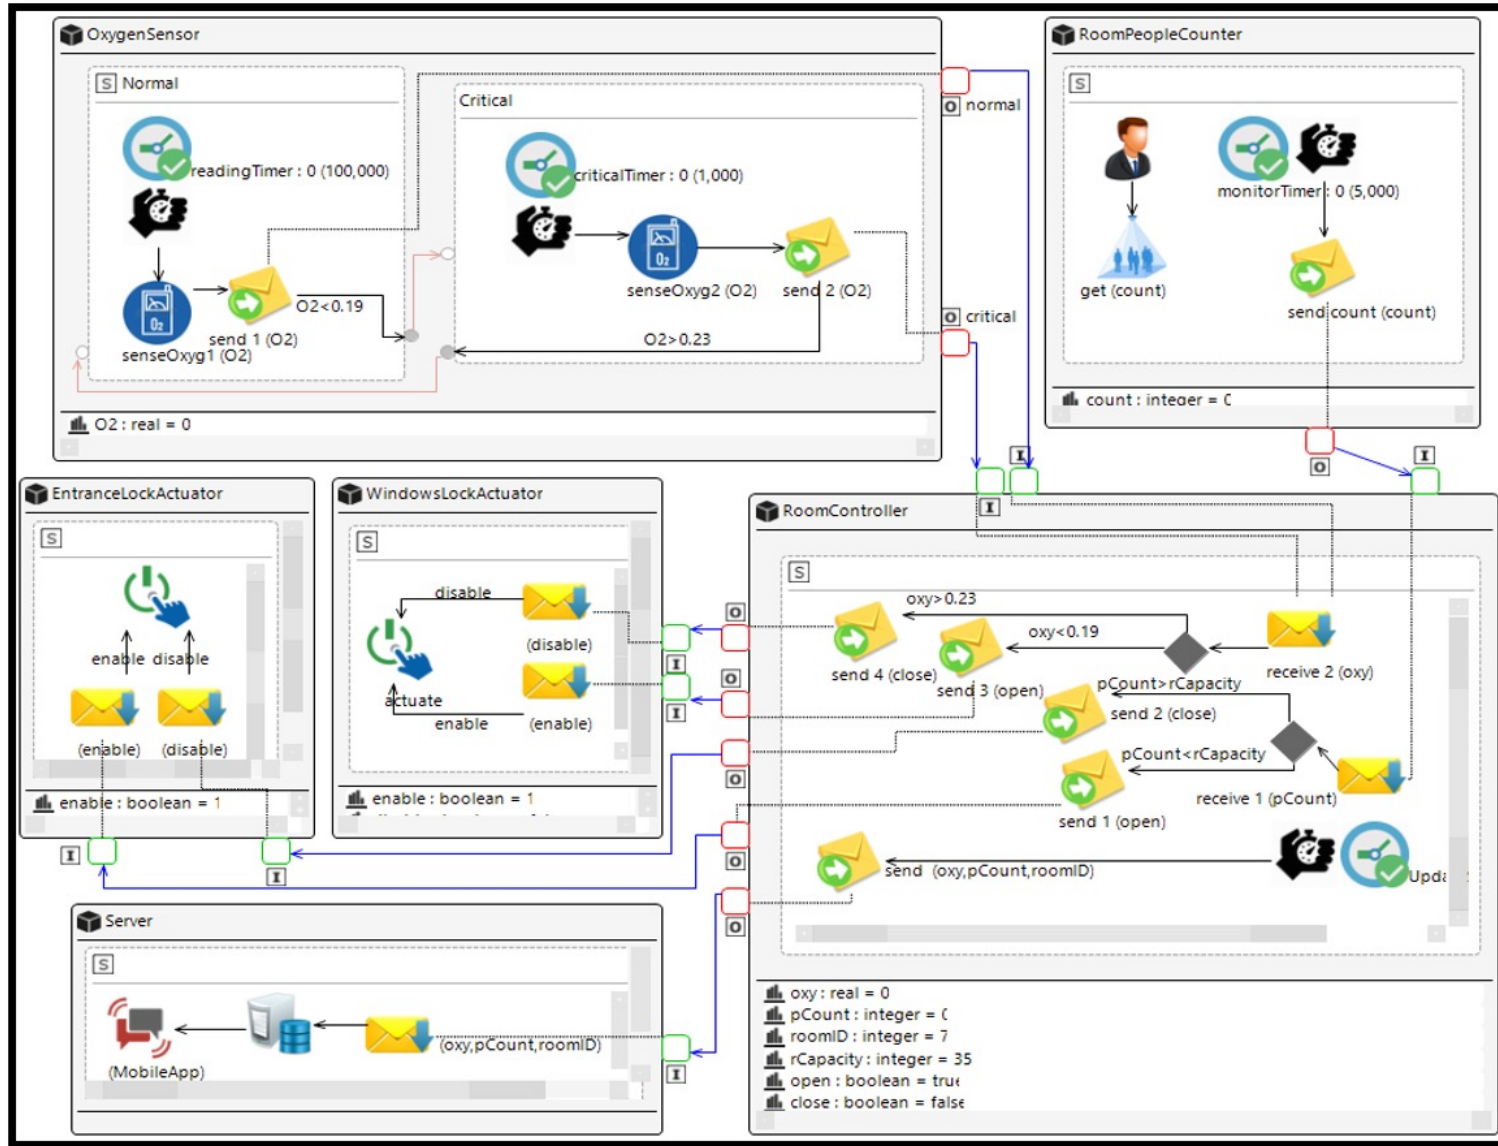 OxygenSensor
S Normal
readingTimer : 0 (100,000)
senseOxyg1 (O2)
send 1 (O2)
O2<0.19
Critical
criticalTimer : 0 (1,000)
senseOxyg2 (O2)
send 2 (O2)
O2>0.23
O normal
O critical
O2 : real = 0
RoomPeopleCounter
S
get (count)
monitorTimer : 0 (5,000)
send count (count)
count : integer = 0
O
I
I
I
EntranceLockActuator
S
enable disable
(enable) (disable)
enable : boolean = 1
I
I
WindowsLockActuator
S
disable
(disable)
actuate
enable
(enable)
enable : boolean = 1
I
I
O
O
O
O
O
RoomController
S
oxy>0.23
oxy<0.19
send 4 (close)
send 3 (open)
receive 2 (oxy)
pCount>rCapacity
send 2 (close)
pCount<rCapacity
receive 1 (pCount)
send 1 (open)
send (oxy,pCount,roomID)
oxy : real = 0
pCount : integer = 0
roomID : integer = 7
rCapacity : integer = 35
open : boolean = true
close : boolean = false
Server
S
(oxy,pCount,roomID)
(MobileApp)
I